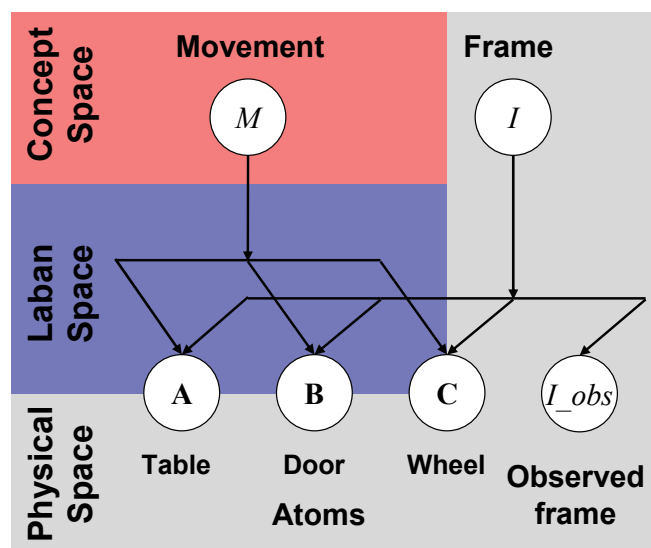 Movement
Frame
Concept
Space
M
I
Laban
Space
A
B
C
I_obs
Physical
Space
Table
Door
Wheel
Observed
frame
Atoms